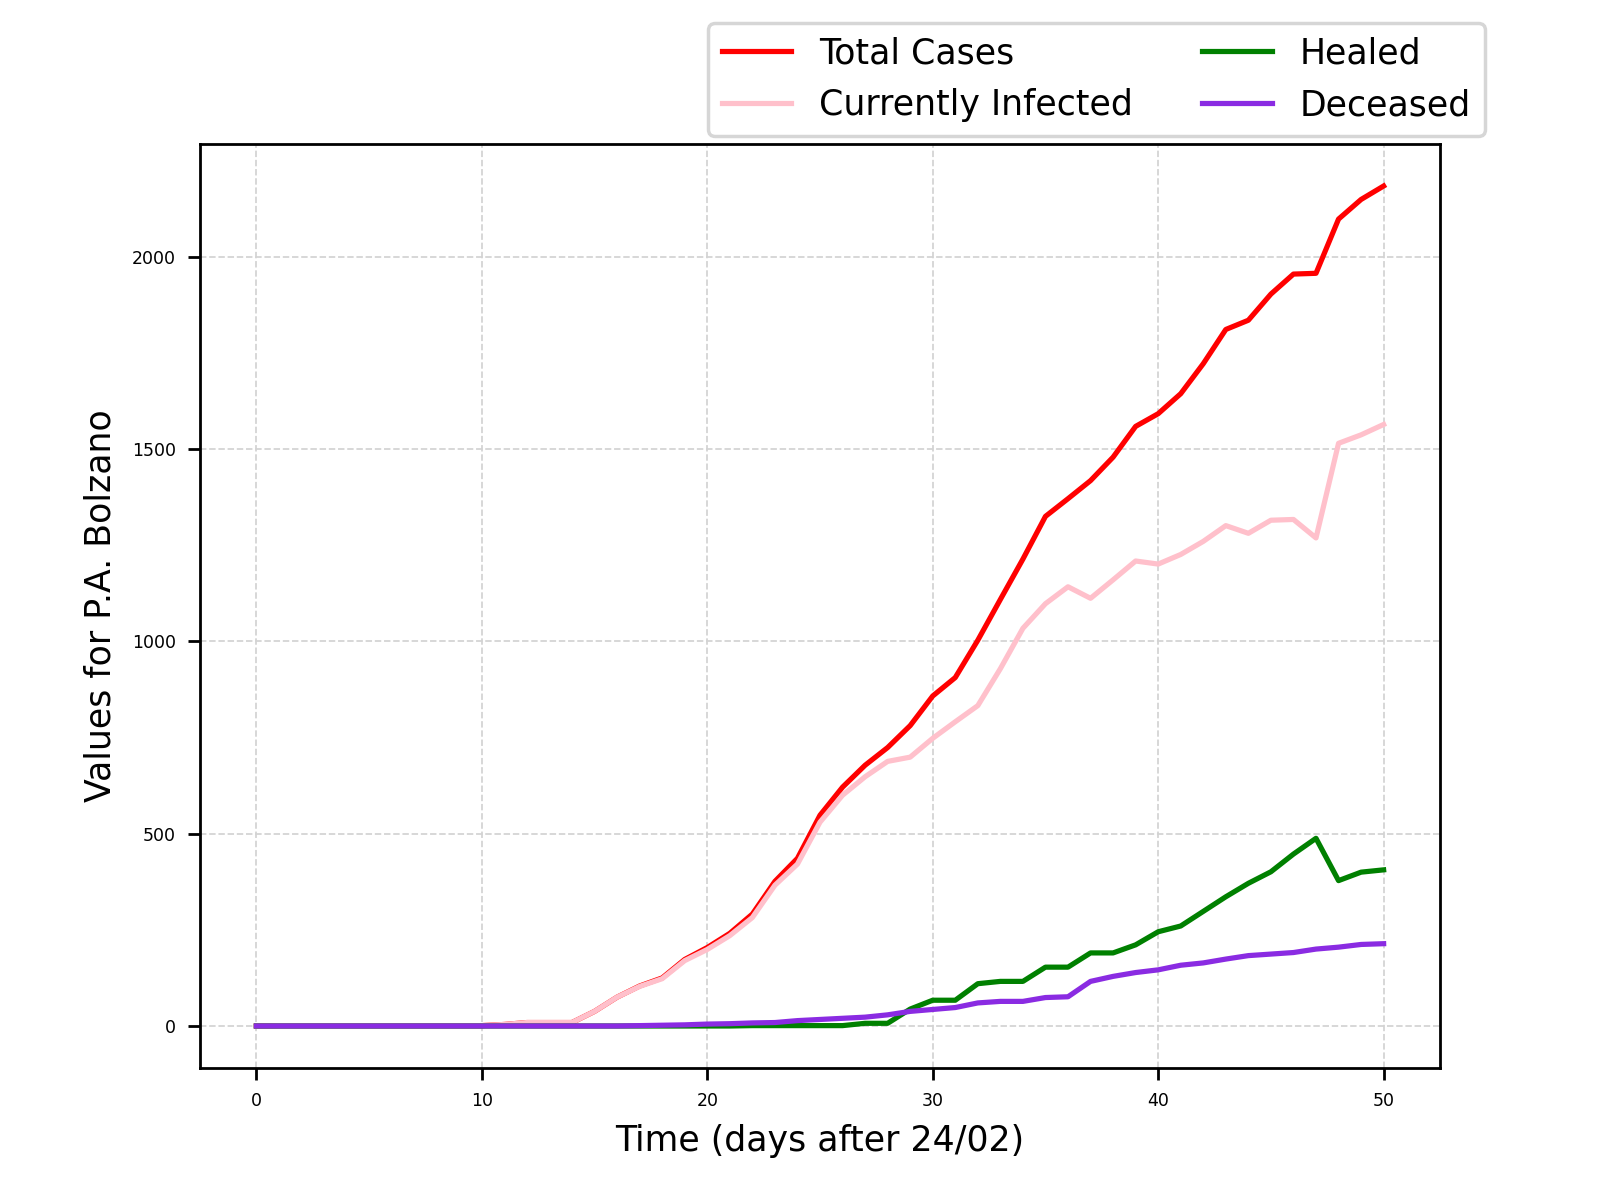 Total Cases
Currently Infected
Healed
Deceased
Values for P.A. Bolzano
2000
1500
1000
500
0
0 10 20 30 40 50
Time (days after 24/02)